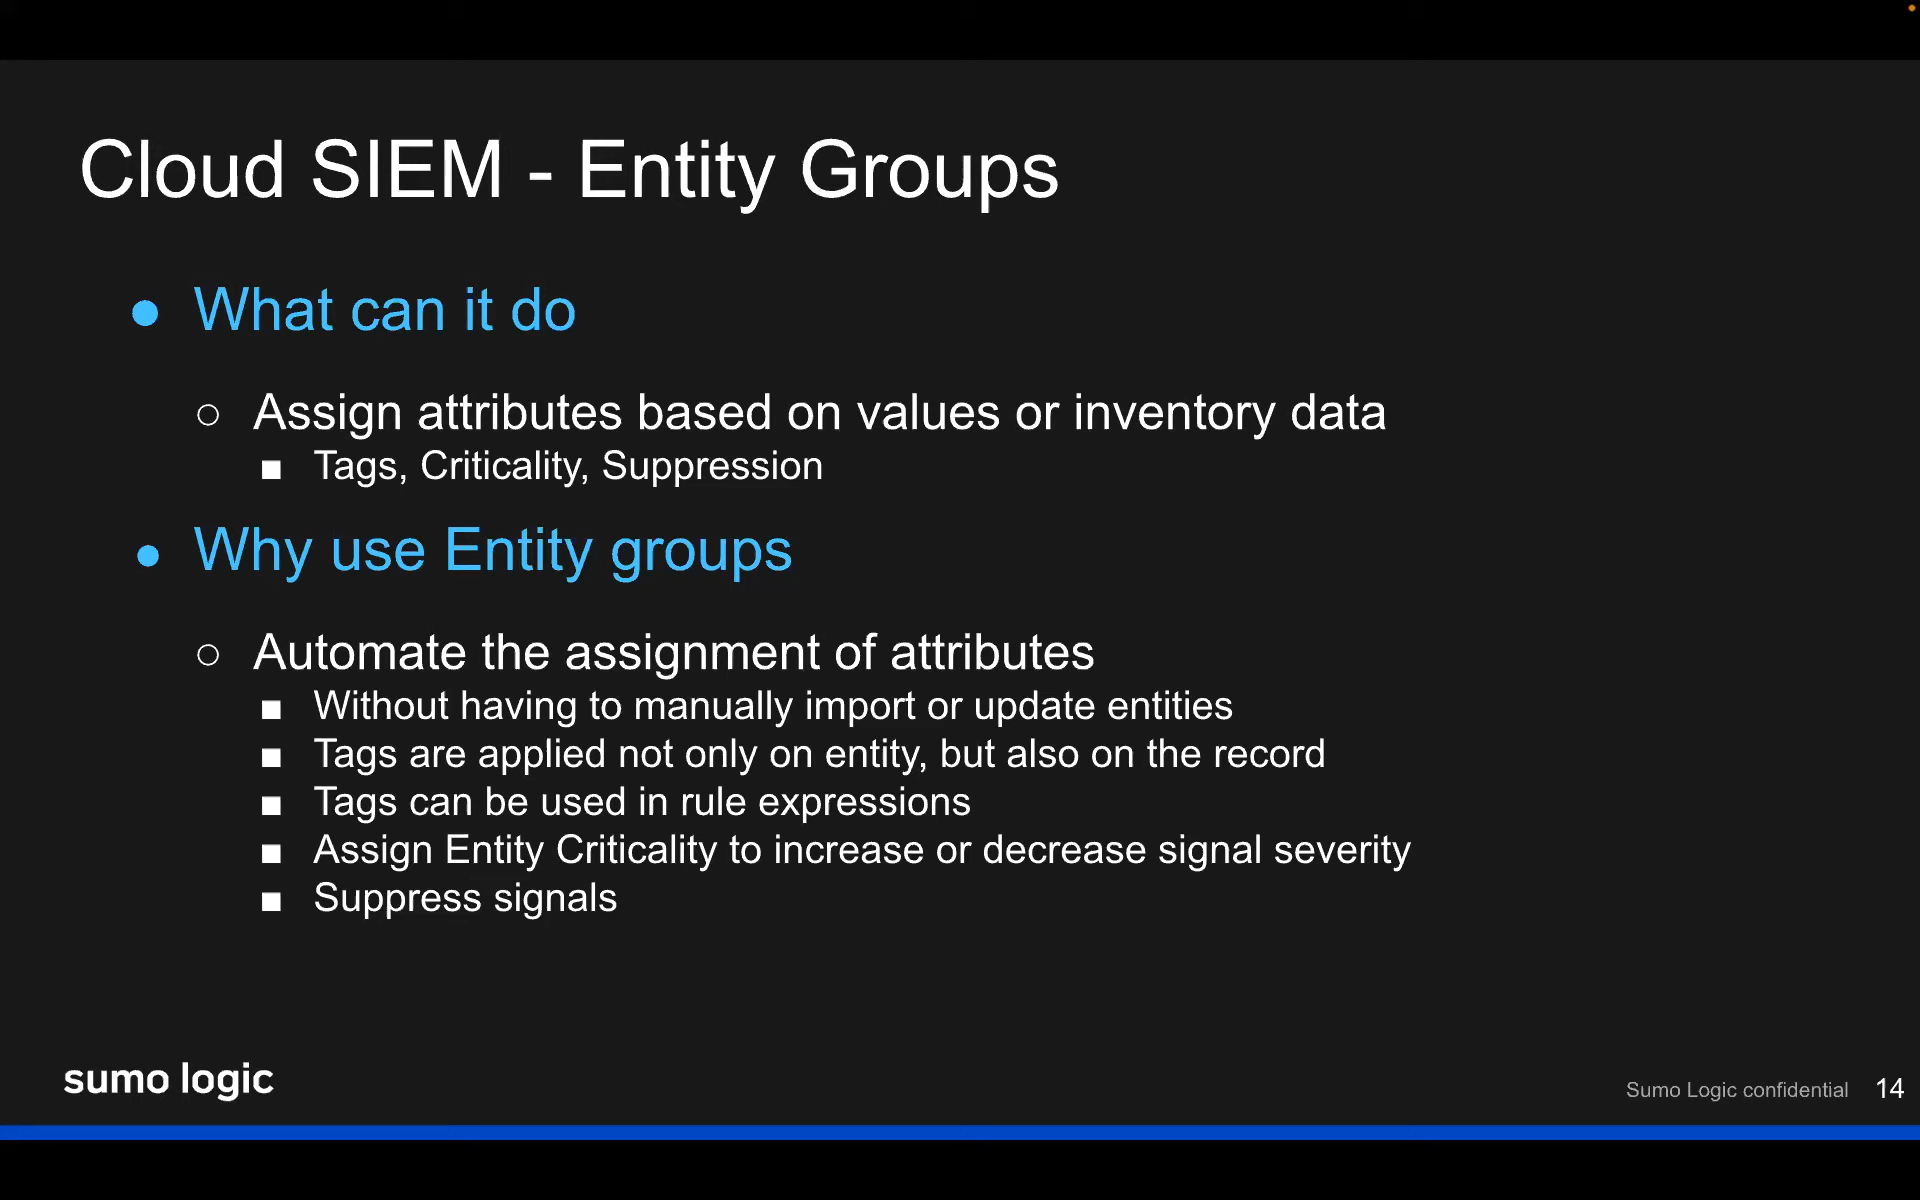 Cloud SIEM - Entity Groups
● What can it do
○ Assign attributes based on values or inventory data
■ Tags, Criticality, Suppression
● Why use Entity groups
○ Automate the assignment of attributes
■ Without having to manually import or update entities
■ Tags are applied not only on entity, but also on the record
■ Tags can be used in rule expressions
■ Assign Entity Criticality to increase or decrease signal severity
■ Suppress signals
sumo logic
Sumo Logic confidential 14